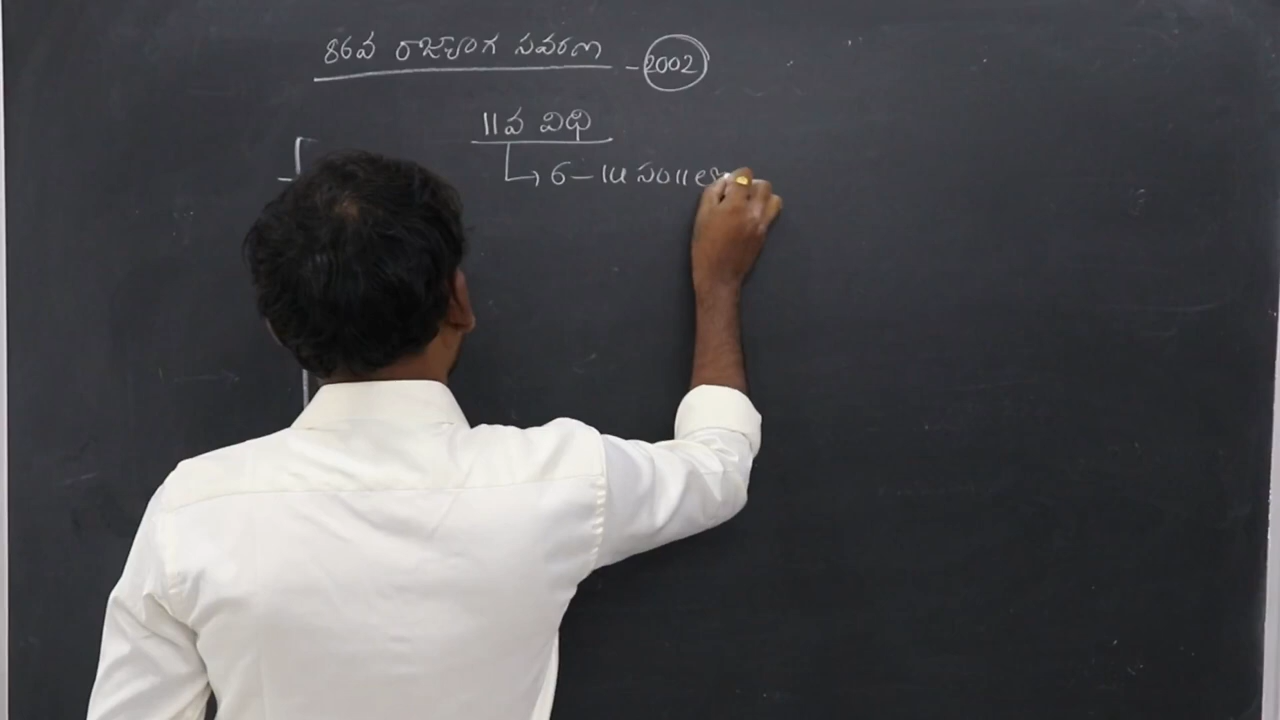 86వ రాజ్యాంగ సవరణ - 2002
11వ విధి
→ 6-14 సం॥ల